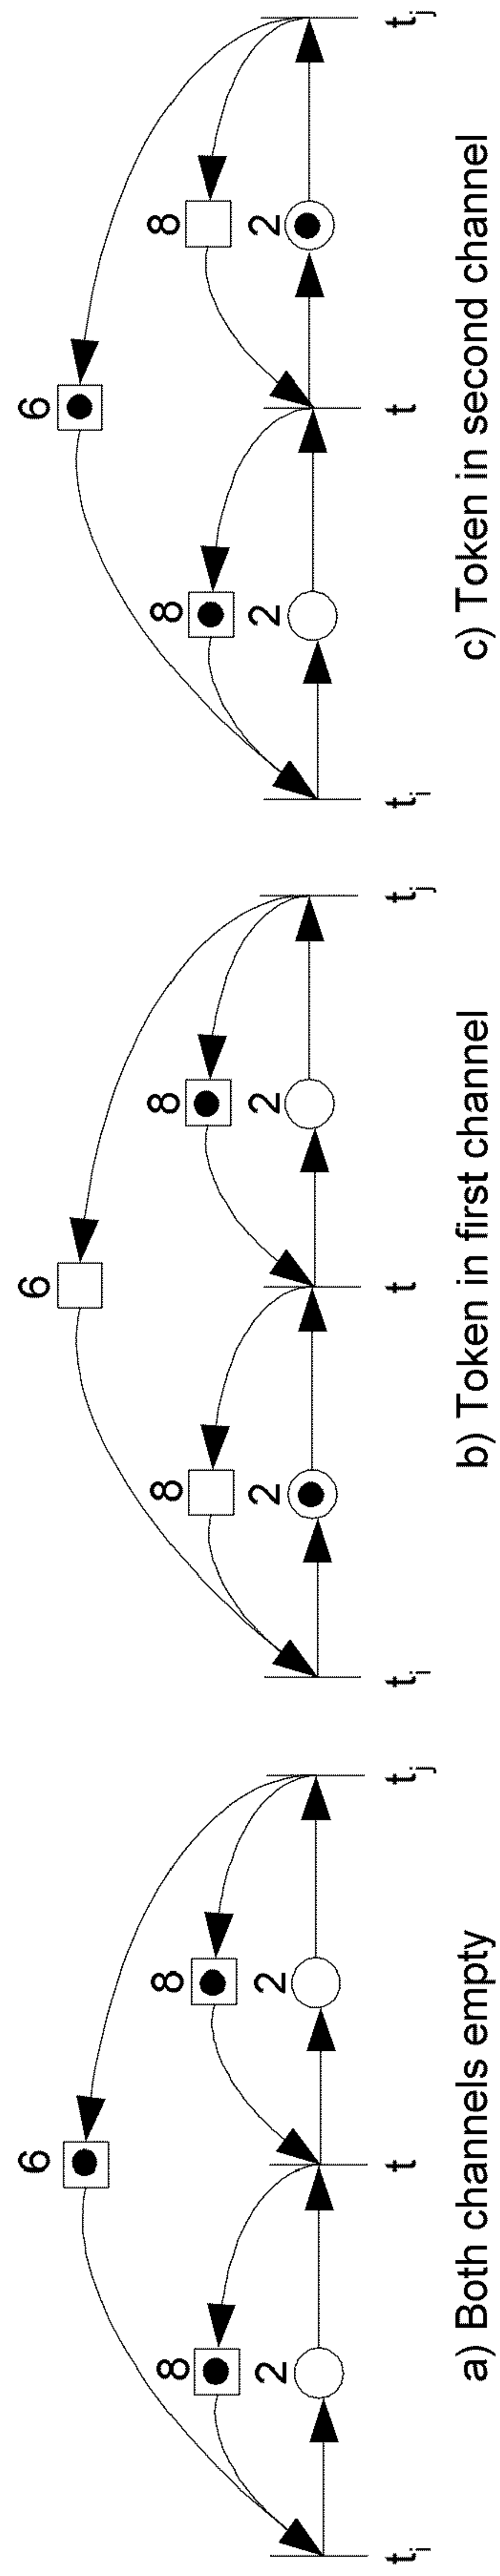 6
8
8
2
2
t_i
t
t_j
a) Both channels empty
6
8
8
2
2
t_i
t
t_j
b) Token in first channel
6
8
8
2
2
t_i
t
t_j
c) Token in second channel